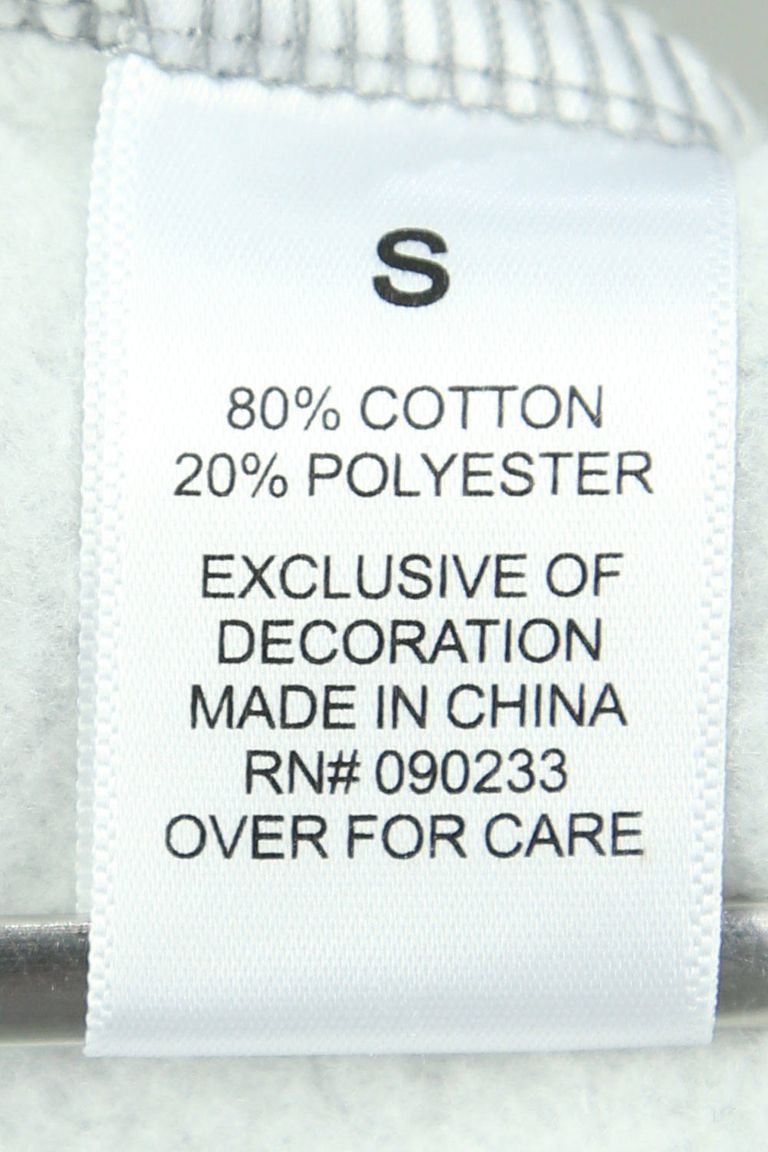 S
80% COTTON
20% POLYESTER
EXCLUSIVE OF
DECORATION
MADE IN CHINA
RN# 090233
OVER FOR CARE